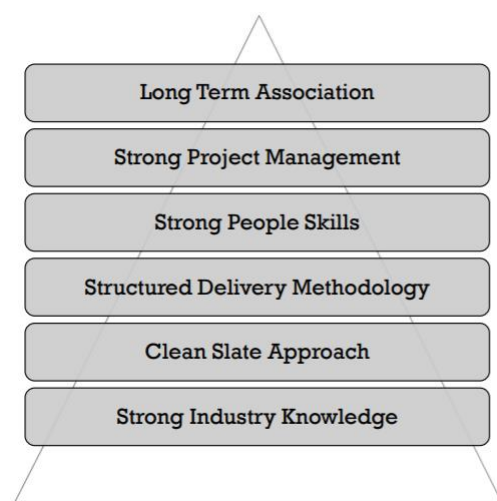 Long Term Association
Strong Project Management
Strong People Skills
Structured Delivery Methodology
Clean Slate Approach
Strong Industry Knowledge